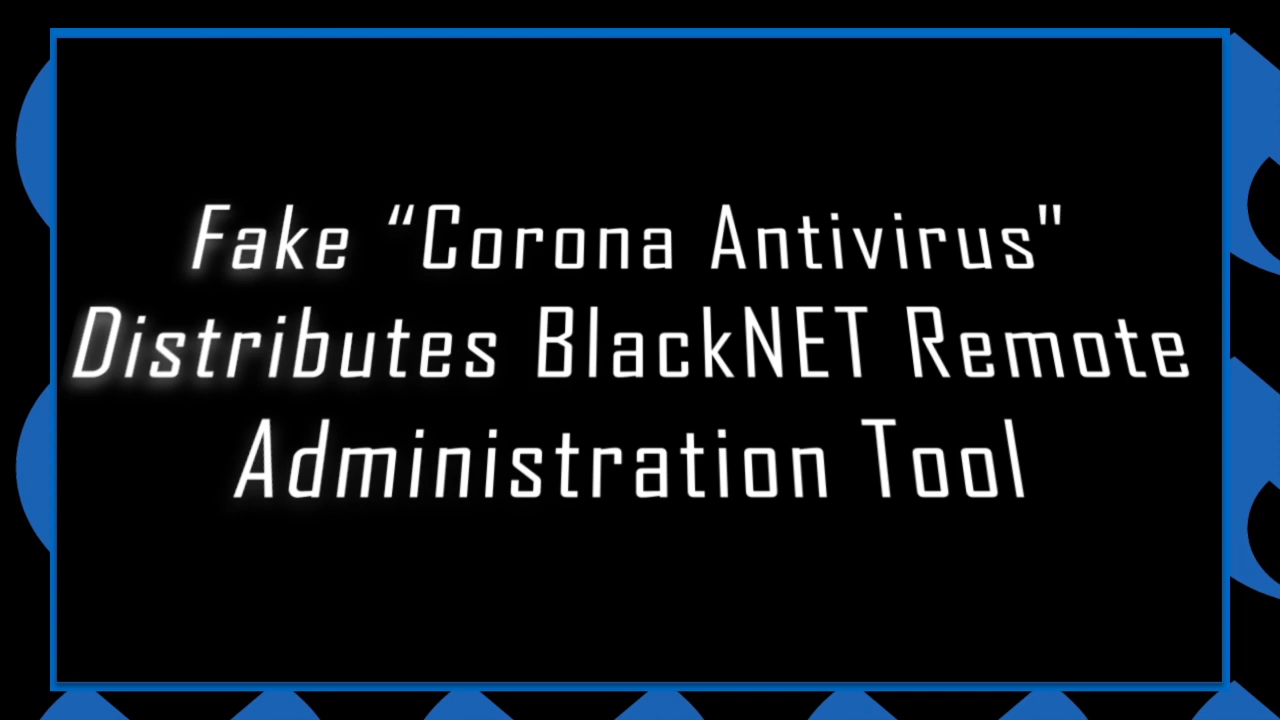 Fake “Corona Antivirus"
Distributes BlackNET Remote
Administration Tool